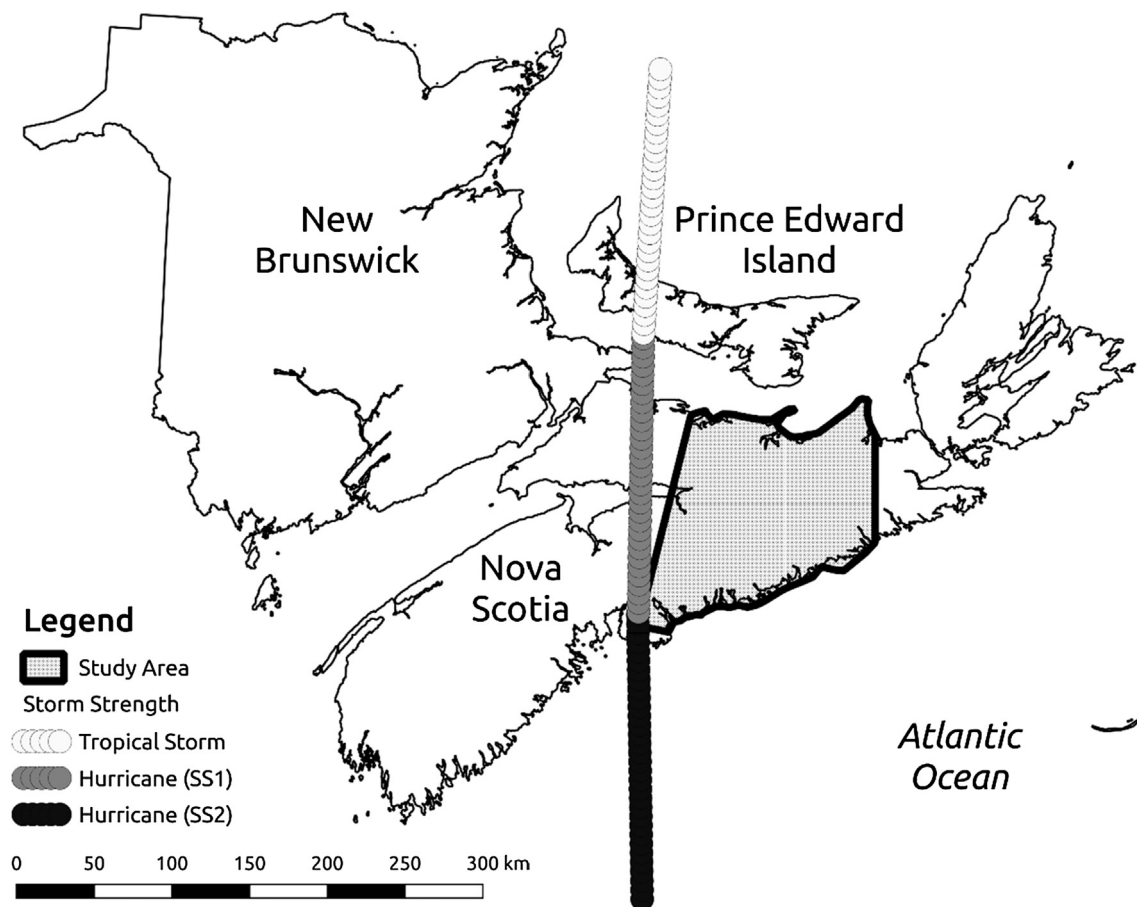 New
Brunswick
Prince Edward
Island
Nova
Scotia
Atlantic
Ocean
Legend
Study Area
Storm Strength
Tropical Storm
Hurricane (SS1)
Hurricane (SS2)
0 50 100 150 200 250 300 km